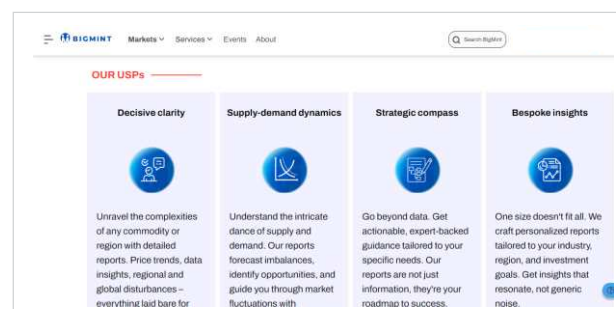 BIGMINT Markets Services Events About Search BigMint
OUR USPs
Decisive clarity
Unravel the complexities
of any commodity or
region with detailed
reports. Price trends, data
insights, regional and
global disturbances –
everything laid bare for
Supply-demand dynamics
Understand the intricate
dance of supply and
demand. Our reports
forecast imbalances,
identify opportunities, and
guide you through market
fluctuations with
Strategic compass
Go beyond data. Get
actionable, expert-backed
guidance tailored to your
specific needs. Our
reports are not just
information, they're your
roadmap to success.
Bespoke insights
One size doesn't fit all. We
craft personalized reports
tailored to your industry,
region, and investment
goals. Get insights that
resonate, not generic
noise.